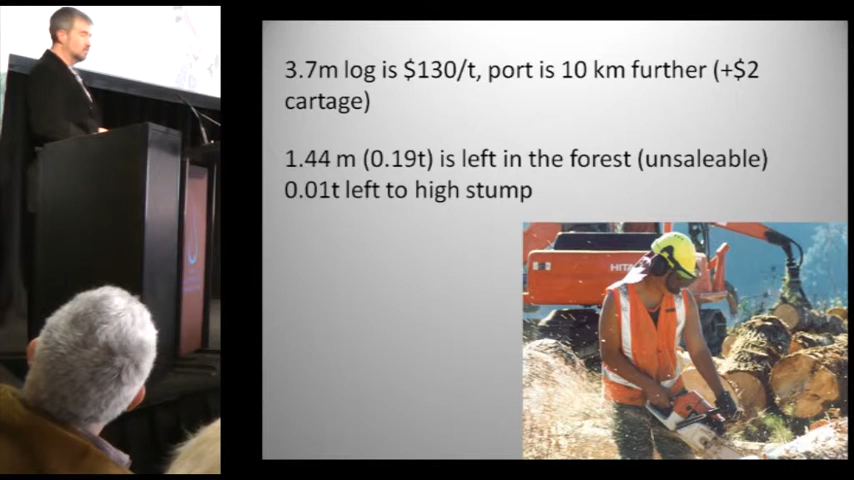 3.7m log is $130/t, port is 10 km further (+$2
cartage)
1.44 m (0.19t) is left in the forest (unsaleable)
0.01t left to high stump
HITA